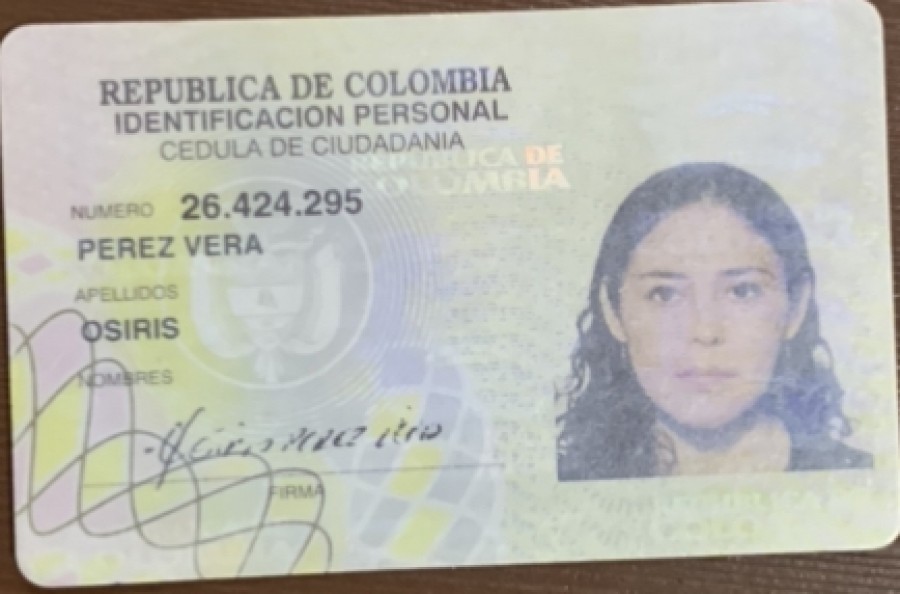 REPUBLICA DE COLOMBIA
IDENTIFICACION PERSONAL
CEDULA DE CIUDADANIA
REPUBLICA DE
COLOMBIA
NUMERO 26.424.295
PEREZ VERA
APELLIDOS
OSIRIS
NOMBRES
FIRMA
REPUBLICA